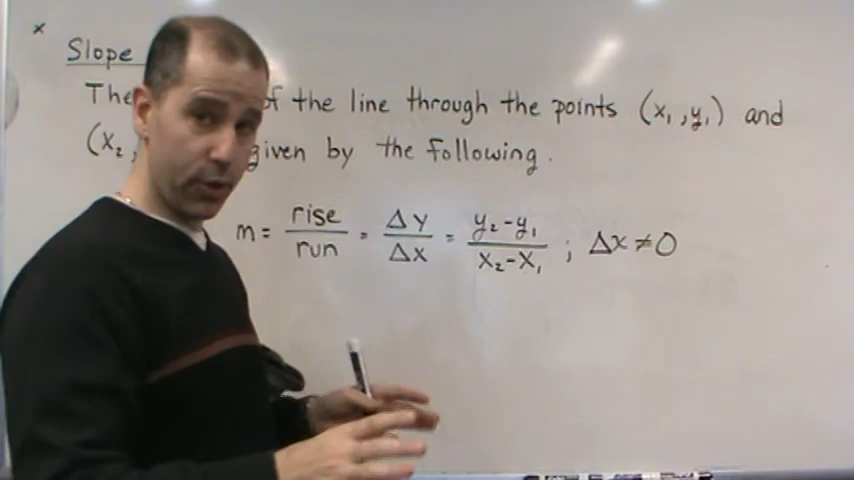 Slope
The of the line through the points (x₁, y₁) and
(x₂, given by the following.
m = rise/run = Δy/Δx = y₂-y₁/x₂-x₁ ; Δx ≠ 0